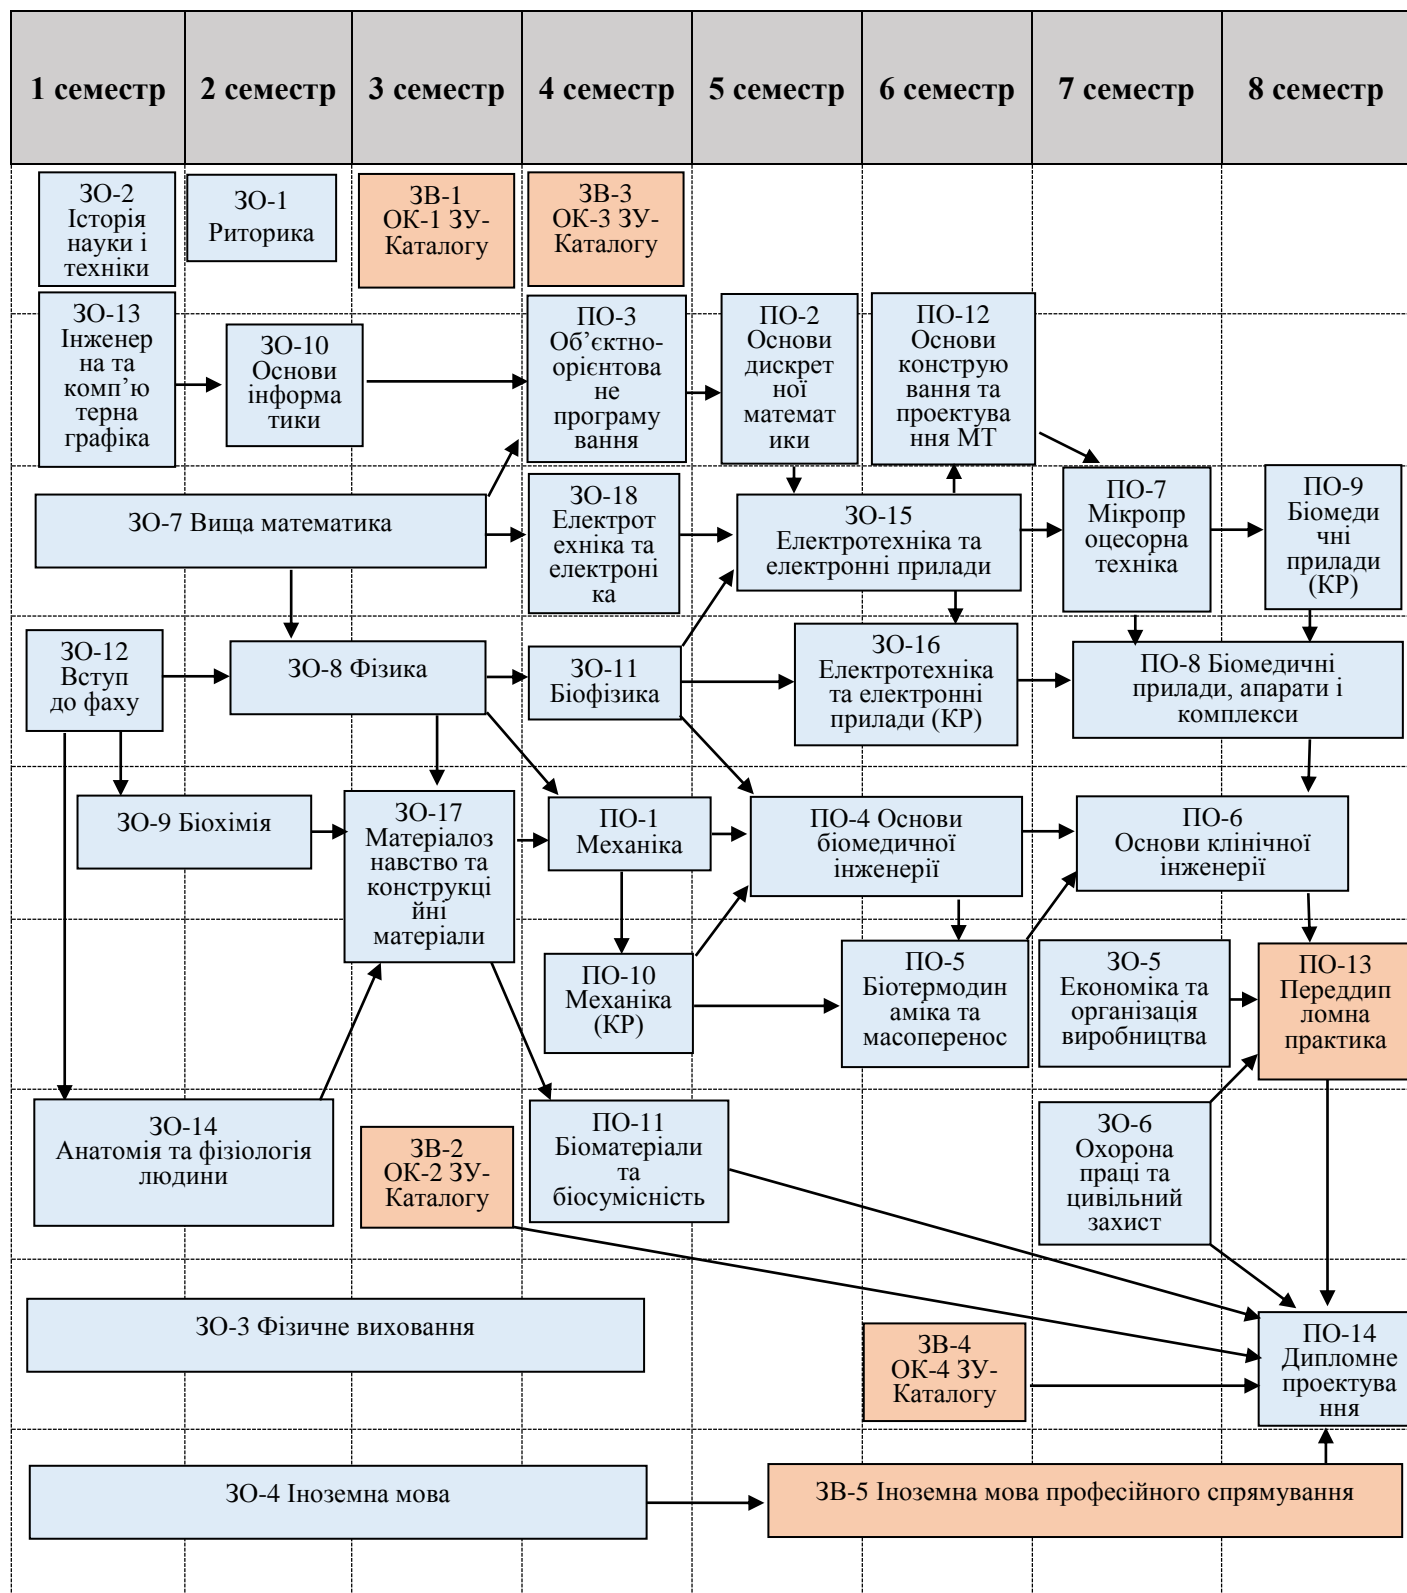 1 семестр
2 семестр
3 семестр
4 семестр
5 семестр
6 семестр
7 семестр
8 семестр
ЗО-2
Історія
науки і
техніки
ЗО-1
Риторика
ЗВ-1
ОК-1 ЗУ-
Каталогу
ЗВ-3
ОК-3 ЗУ-
Каталогу
ЗО-13
Інженер
на та
комп’ю
терна
графіка
ЗО-10
Основи
інформа
тики
ПО-3
Об’єктно-
орієнтова
не
програму
вання
ПО-2
Основи
дискрет
ної
математ
ики
ПО-12
Основи
конструю
вання та
проектува
ння МТ
ЗО-7 Вища математика
ЗО-18
Електрот
ехніка та
електроні
ка
ЗО-15
Електротехніка та
електронні прилади
ПО-7
Мікропр
оцесорна
техніка
ПО-9
Біомеди
чні
прилади
(КР)
ЗО-12
Вступ
до фаху
ЗО-8 Фізика
ЗО-11
Біофізика
ЗО-16
Електротехніка
та електронні
прилади (КР)
ПО-8 Біомедичні
прилади, апарати і
комплекси
ЗО-9 Біохімія
ЗО-17
Матеріалоз
навство та
конструкці
йні
матеріали
ПО-1
Механіка
ПО-4 Основи
біомедичної
інженерії
ПО-6
Основи клінічної
інженерії
ПО-10
Механіка
(КР)
ПО-5
Біотермодин
аміка та
масоперенос
ЗО-5
Економіка та
організація
виробництва
ПО-13
Переддип
ломна
практика
ЗО-14
Анатомія та фізіологія
людини
ЗВ-2
ОК-2 ЗУ-
Каталогу
ПО-11
Біоматеріали
та
біосумісність
ЗО-6
Охорона
праці та
цивільний
захист
ЗО-3 Фізичне виховання
ЗВ-4
ОК-4 ЗУ-
Каталогу
ПО-14
Дипломне
проектува
ння
ЗО-4 Іноземна мова
ЗВ-5 Іноземна мова професійного спрямування